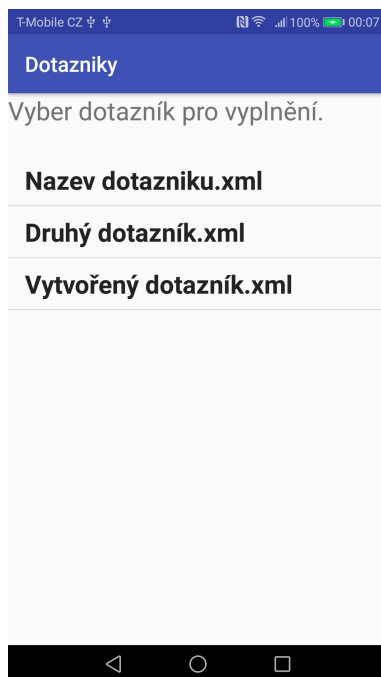 T-Mobile CZ 100% 00:07
Dotazniky
Vyber dotazník pro vyplnění.
Nazev dotazniku.xml
Druhý dotazník.xml
Vytvořený dotazník.xml